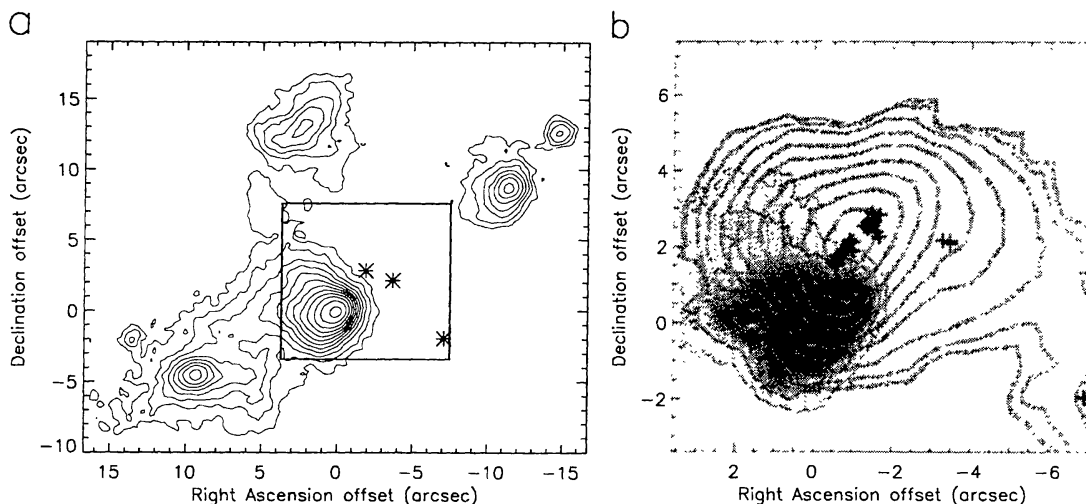 a
b
Declination offset (arcsec)
15
10
5
0
−5
−10
15 10 5 0 −5 −10 −15
Right Ascension offset (arcsec)
Declination offset (arcsec)
6
4
2
0
−2
2 0 −2 −4 −6
Right Ascension offset (arcsec)